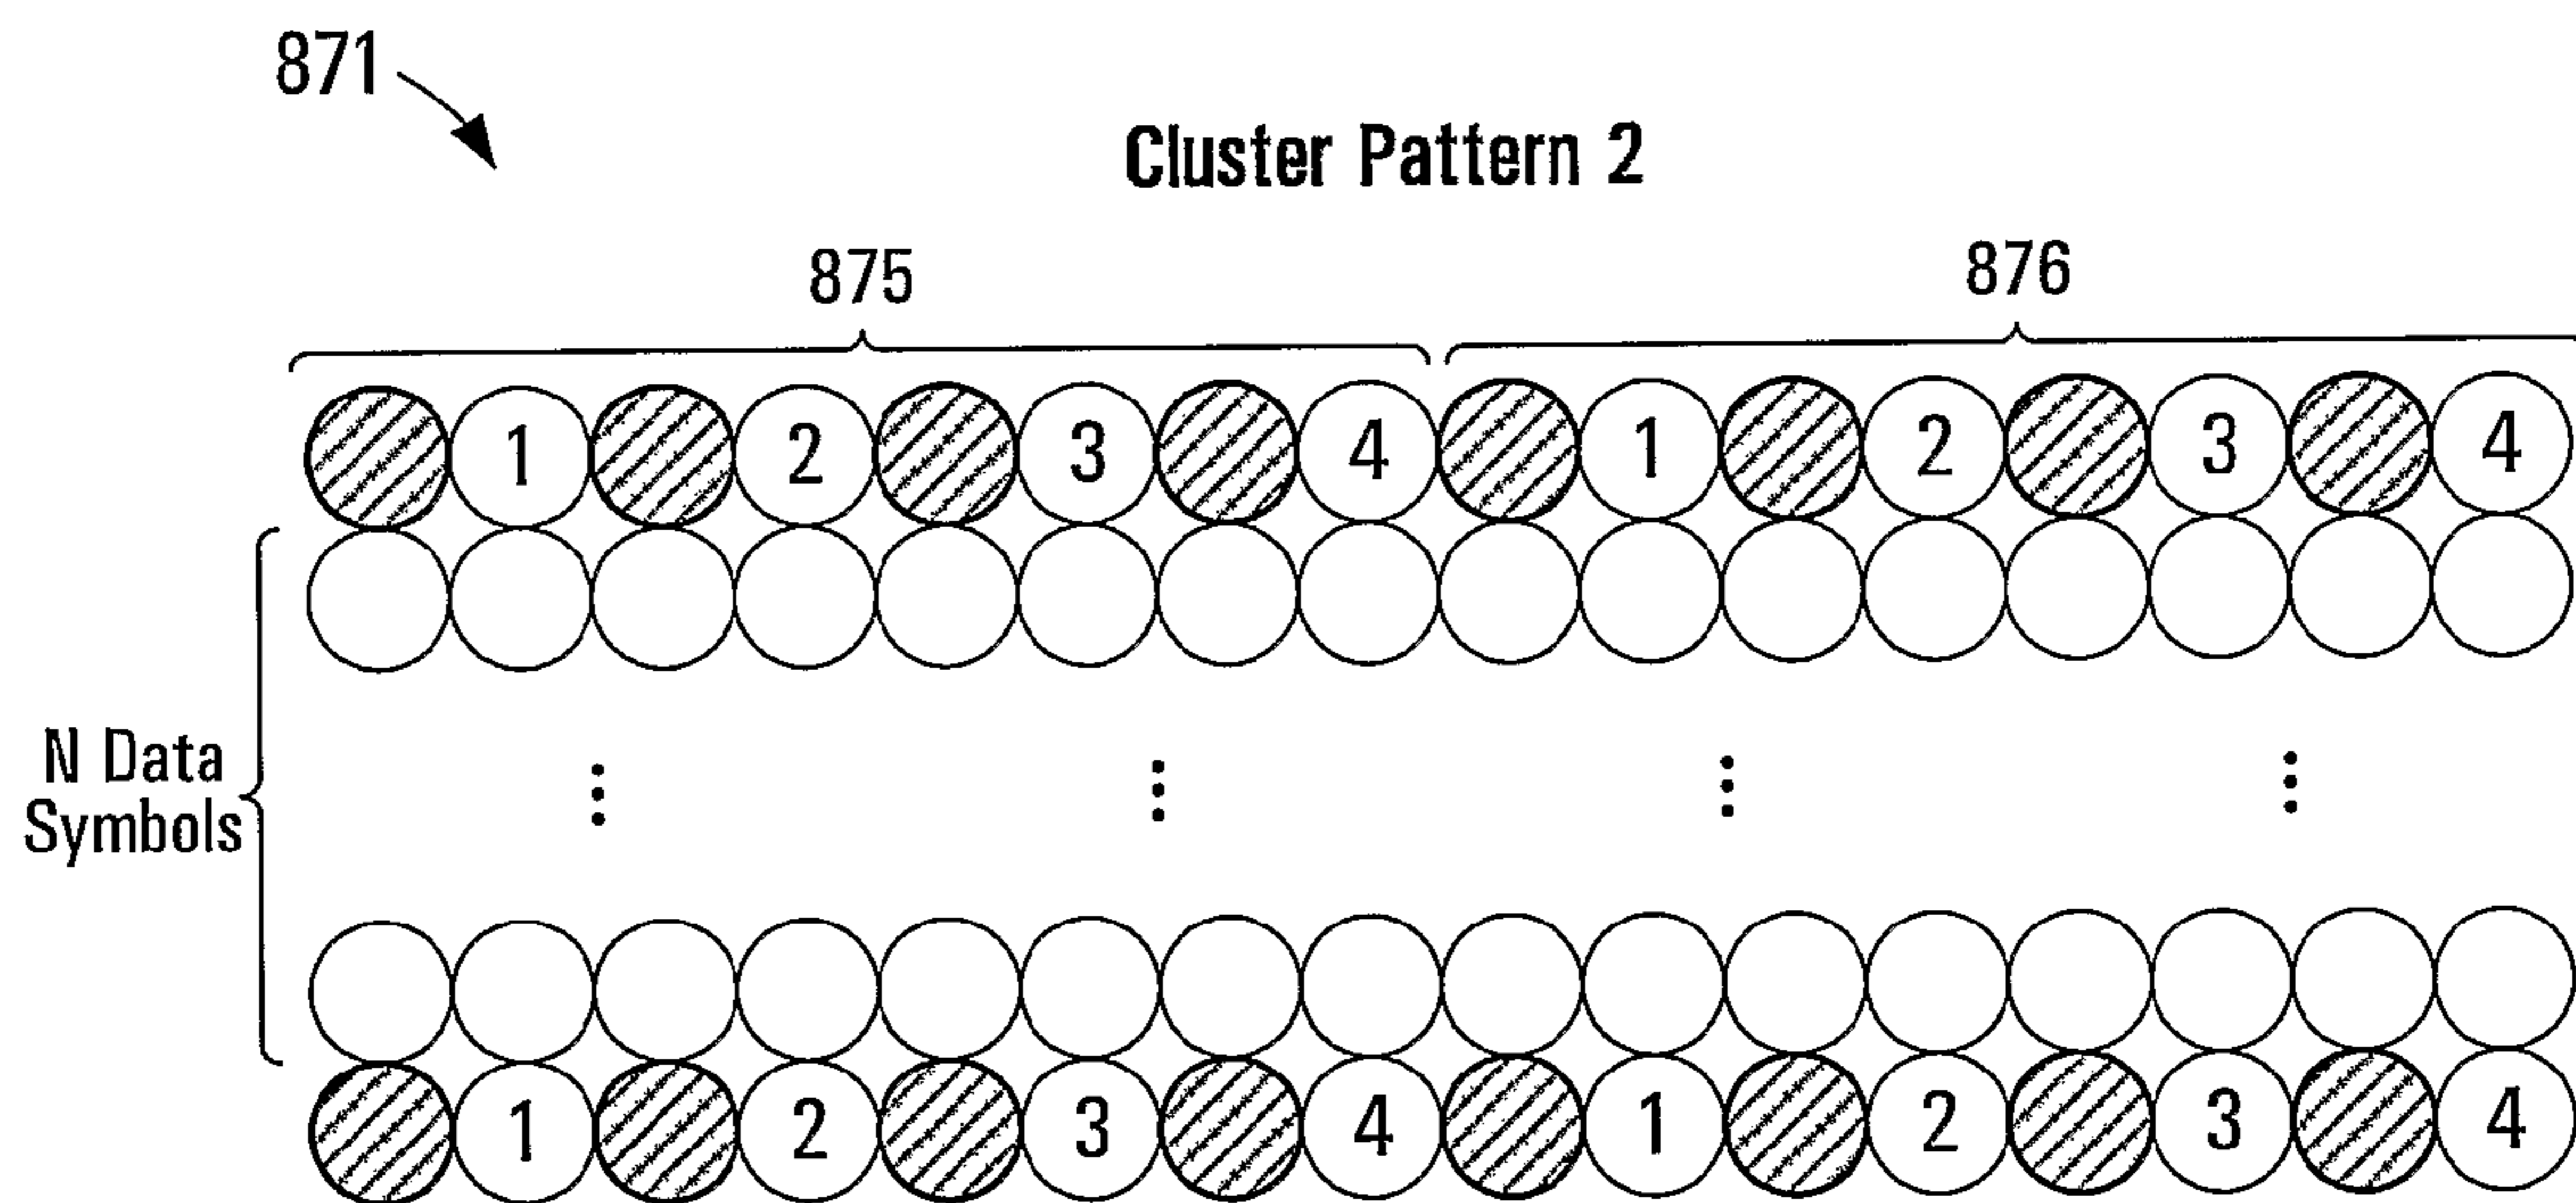 871
Cluster Pattern 2
875 876
1 2 3 4 1 2 3 4
N Data
Symbols
1 2 3 4 1 2 3 4